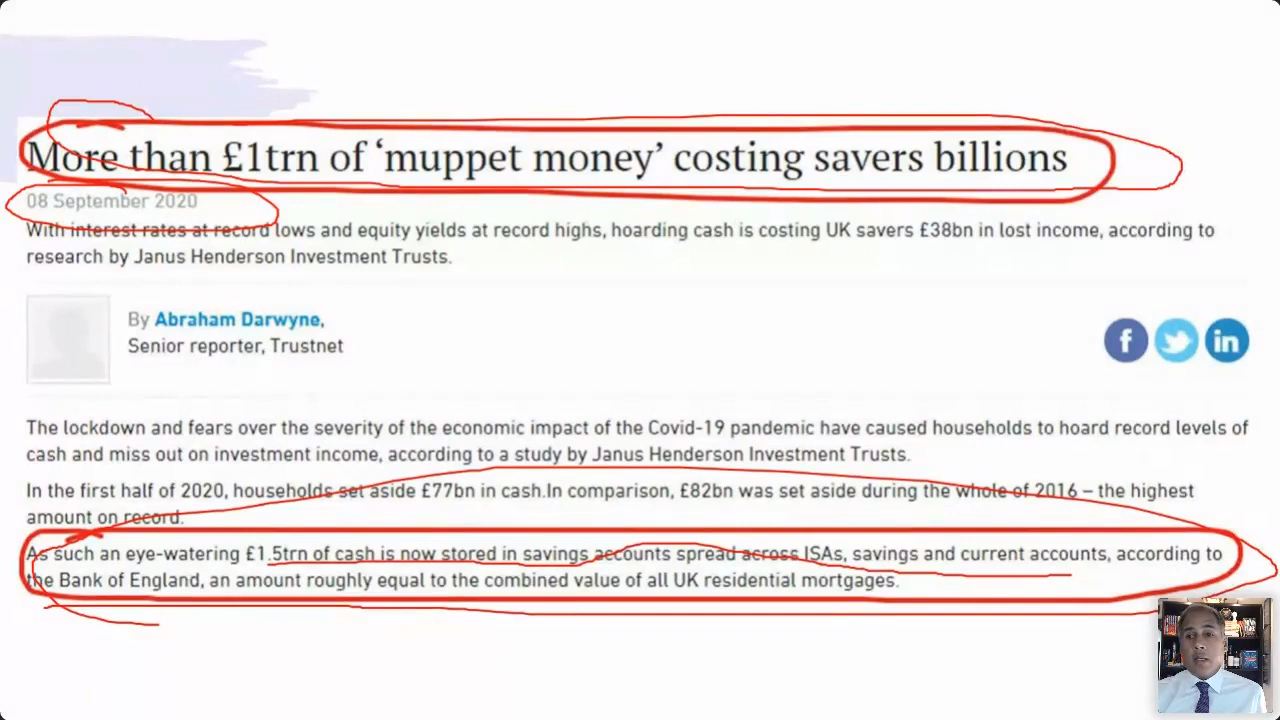 More than £1trn of ‘muppet money’ costing savers billions
08 September 2020
With interest rates at record lows and equity yields at record highs, hoarding cash is costing UK savers £38bn in lost income, according to
research by Janus Henderson Investment Trusts.
By Abraham Darwyne,
Senior reporter, Trustnet
f
in
The lockdown and fears over the severity of the economic impact of the Covid-19 pandemic have caused households to hoard record levels of
cash and miss out on investment income, according to a study by Janus Henderson Investment Trusts.
In the first half of 2020, households set aside £77bn in cash.In comparison, £82bn was set aside during the whole of 2016 – the highest
amount on record.
As such an eye-watering £1.5trn of cash is now stored in savings accounts spread across ISAs, savings and current accounts, according to
the Bank of England, an amount roughly equal to the combined value of all UK residential mortgages.